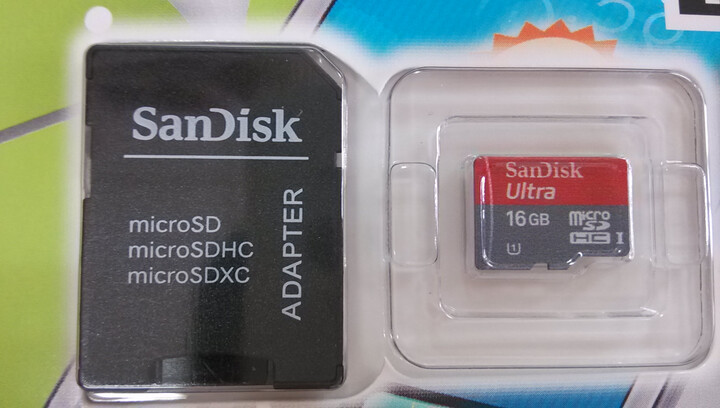 SanDisk
microSD
microSDHC
microSDXC
ADAPTER
SanDisk
Ultra
16 GB
micro
SD
HC I
1